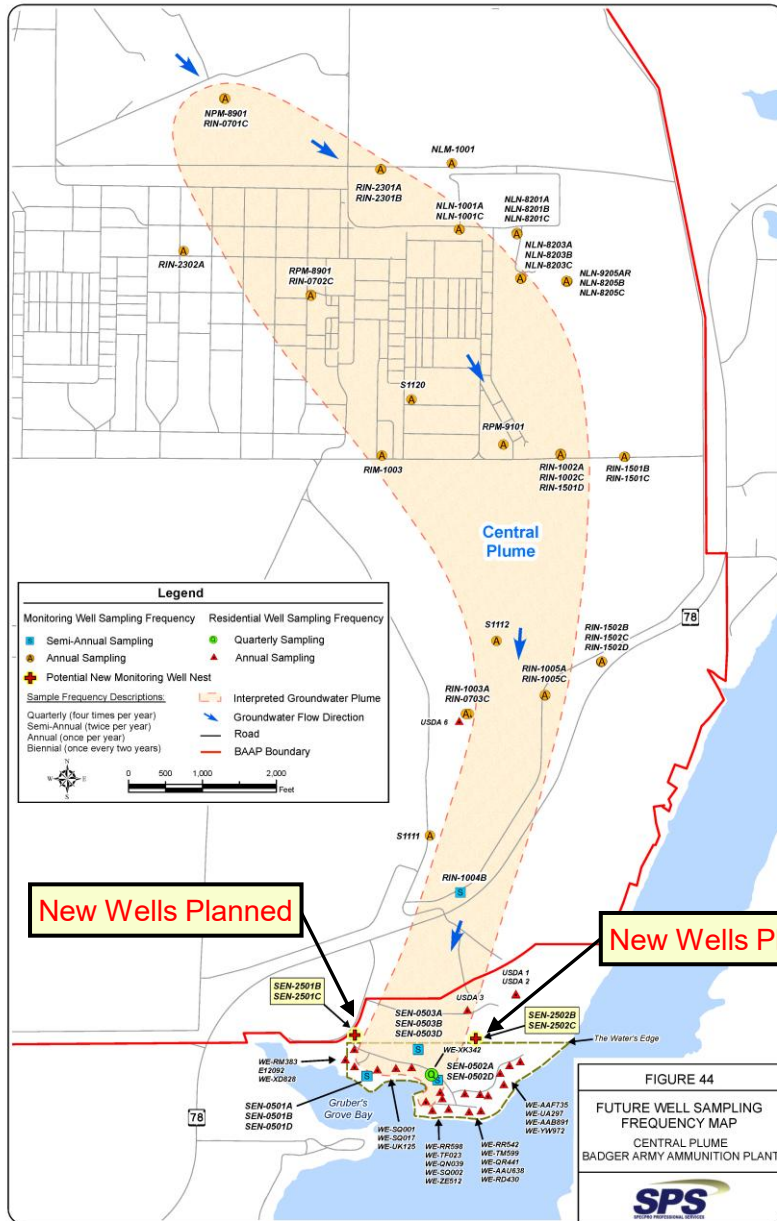 NPM-8901
RIN-0701C
NLM-1001
RIN-2301A
RIN-2301B
NLN-1001A
NLN-1001C
NLN-8201A
NLN-8201B
NLN-8201C
NLN-8203A
NLN-8203B
NLN-8203C
NLN-9205AR
NLN-8205B
NLN-8205C
RIN-2302A
RPM-8901
RIN-0702C
S1120
RPM-9101
RIM-1003
RIN-1002A
RIN-1002C
RIN-1501D
RIN-1501B
RIN-1501C
Central
Plume
Legend
Monitoring Well Sampling Frequency
S Semi-Annual Sampling
A Annual Sampling
Potential New Monitoring Well Nest
Residential Well Sampling Frequency
Q Quarterly Sampling
Annual Sampling
Sample Frequency Descriptions:
Quarterly (four times per year)
Semi-Annual (twice per year)
Annual (once per year)
Biennial (once every two years)
Interpreted Groundwater Plume
Groundwater Flow Direction
Road
BAAP Boundary
N
W E
S
0 500 1,000 2,000
Feet
78
S1112
RIN-1502B
RIN-1502C
RIN-1502D
RIN-1005A
RIN-1005C
RIN-1003A
RIN-0703C
USDA 6
S1111
RIN-1004B
New Wells Planned
New Wells P
USDA 1
USDA 2
USDA 3
SEN-2501B
SEN-2501C
SEN-0503A
SEN-0503B
SEN-0503D
SEN-2502B
SEN-2502C
The Water's Edge
WE-XK342
WE-RM383
E12092
WE-XD828
SEN-0502A
SEN-0502D
SEN-0501A
SEN-0501B
SEN-0501D
Gruber's
Grove Bay
WE-SQ001
WE-SQ017
WE-UK125
WE-RR598
WE-TF023
WE-QN039
WE-SQ002
WE-ZE512
WE-RR542
WE-TM599
WE-QR441
WE-AAU638
WE-RD430
WE-AAF735
WE-UA297
WE-AAB891
WE-YW972
78
FIGURE 44
FUTURE WELL SAMPLING
FREQUENCY MAP
CENTRAL PLUME
BADGER ARMY AMMUNITION PLANT
SPS
SPECPRO PROFESSIONAL SERVICES